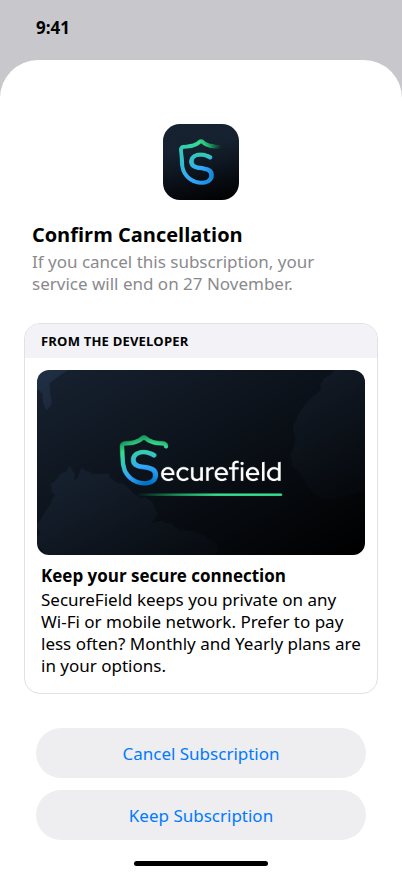 9:41
Confirm Cancellation
If you cancel this subscription, your
service will end on 27 November.
FROM THE DEVELOPER
Securefield
Keep your secure connection
SecureField keeps you private on any
Wi-Fi or mobile network. Prefer to pay
less often? Monthly and Yearly plans are
in your options.
Cancel Subscription
Keep Subscription